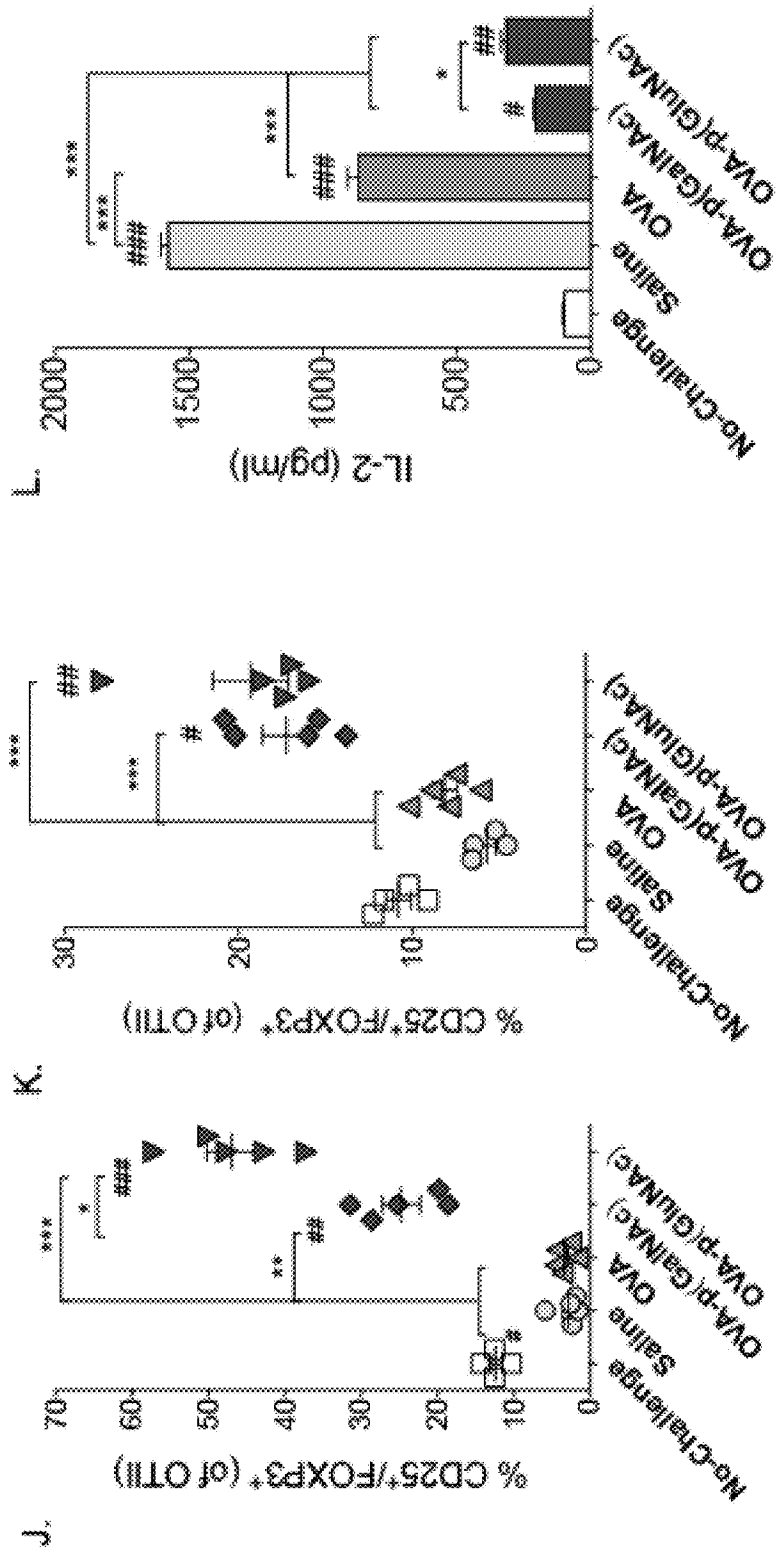 J.
% CD25+/FOXP3+ (of OTII)
70
60
50
40
30
20
10
0
***
*
###
**
##
#
No-Challenge
Saline
OVA
OVA-p(GalNAc)
OVA-p(GluNAc)
K.
% CD25+/FOXP3+ (of OTII)
30
20
10
0
***
##
***
#
No-Challenge
Saline
OVA
OVA-p(GalNAc)
OVA-p(GluNAc)
L.
IL-2 (pg/ml)
2000
1500
1000
500
0
***
***
###
***
###
*
#
##
No-Challenge
Saline
OVA
OVA-p(GalNAc)
OVA-p(GluNAc)